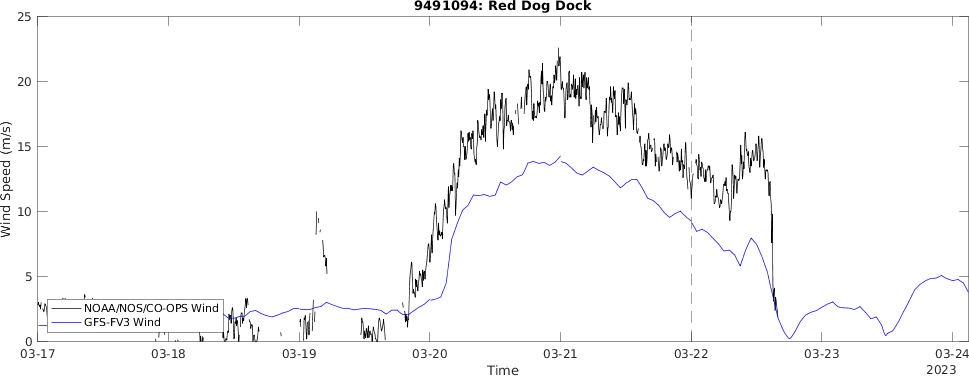 9491094: Red Dog Dock
25
20
15
10
5
0
Wind Speed (m/s)
NOAA/NOS/CO-OPS Wind
GFS-FV3 Wind
03-17 03-18 03-19 03-20 03-21 03-22 03-23 03-24
Time
2023